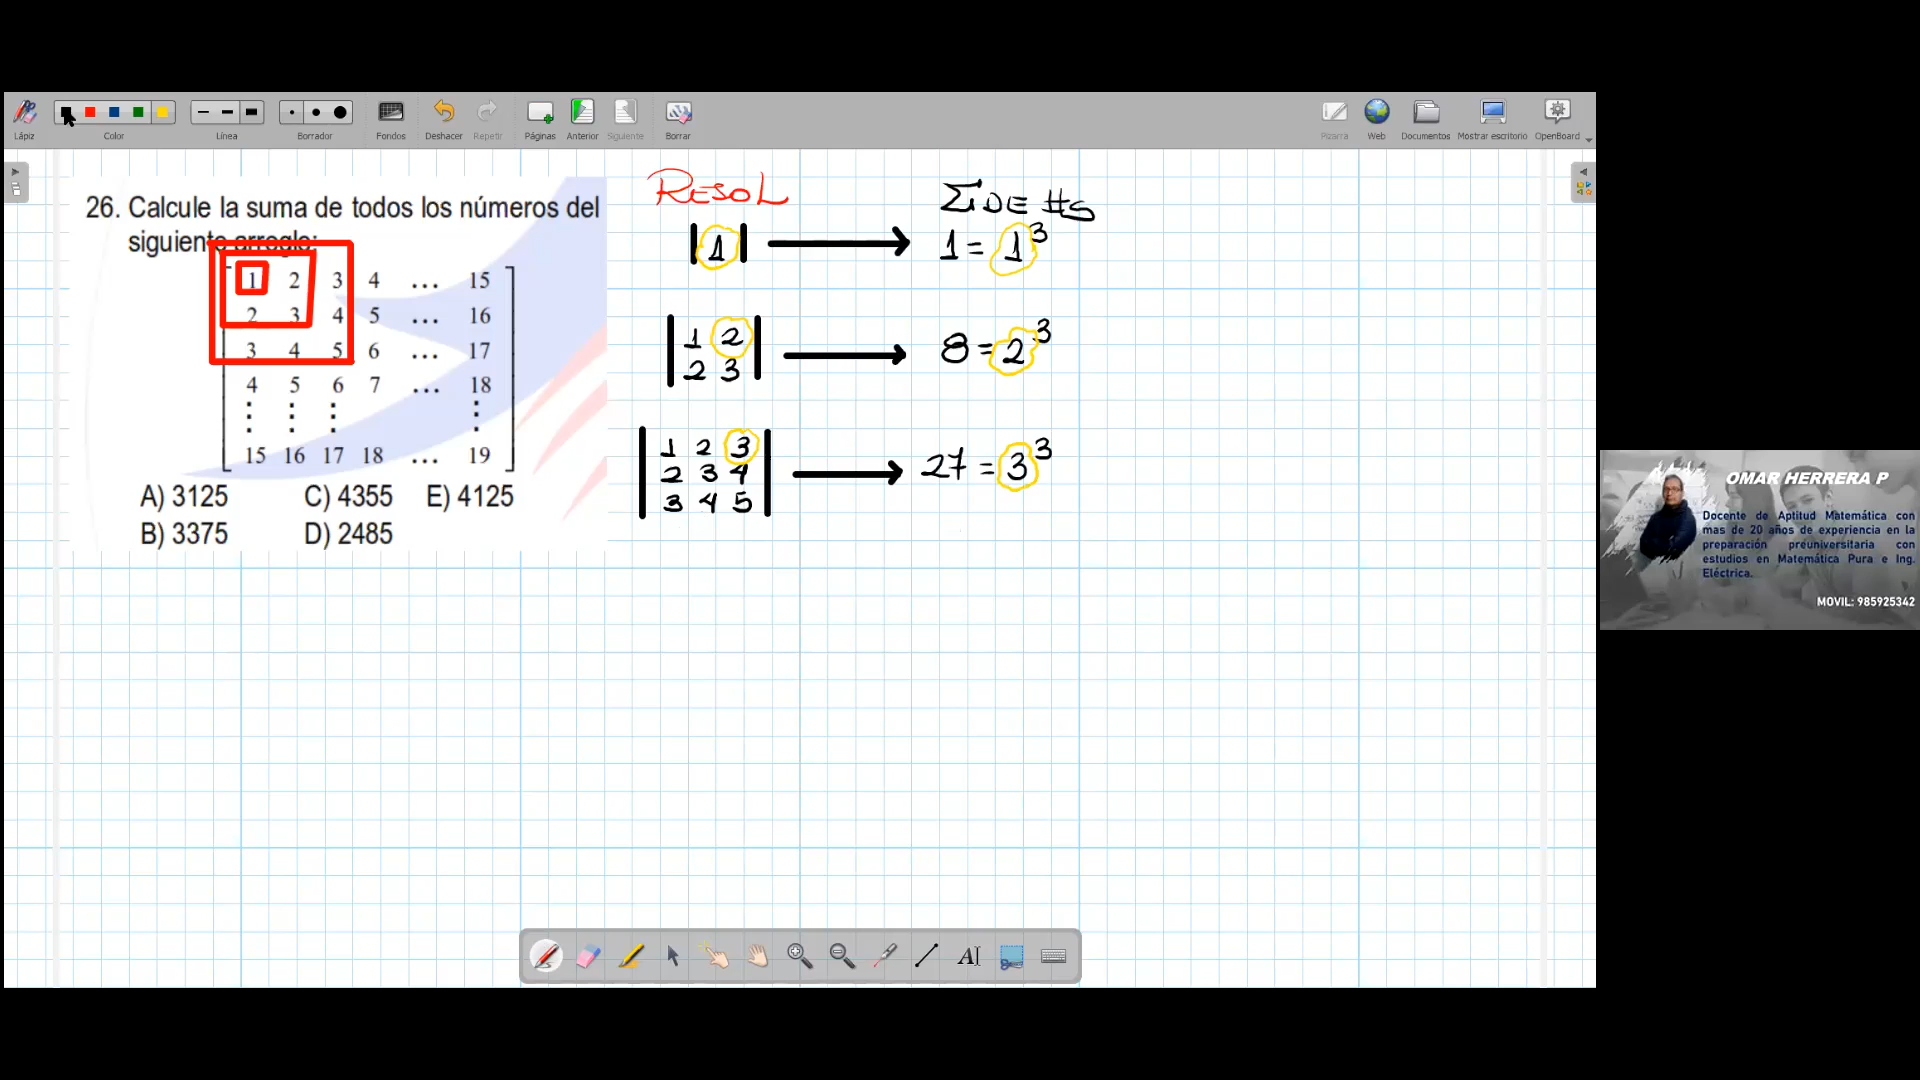 Lápiz Color Línea Borrador Fondos Deshacer Repetir Páginas Anterior Siguiente Borrar Pizarra Web Documentos Mostrar escritorio OpenBoard
26. Calcule la suma de todos los números del
siguiente arreglo:
1 2 3 4 ... 15
2 3 4 5 ... 16
3 4 5 6 ... 17
4 5 6 7 ... 18
⋮ ⋮ ⋮ ⋮
15 16 17 18 ... 19
A) 3125 C) 4355 E) 4125
B) 3375 D) 2485
RESOL Σ DE #s
|1| → 1 = 1³
|1 2
2 3| → 8 = 2³
|1 2 3
2 3 4
3 4 5| → 27 = 3³
OMAR HERRERA P
Docente de Aptitud Matemática con
mas de 20 años de experiencia en la
preparación preuniversitaria con
estudios en Matemática Pura e Ing.
Eléctrica.
MOVIL: 985925342
AI